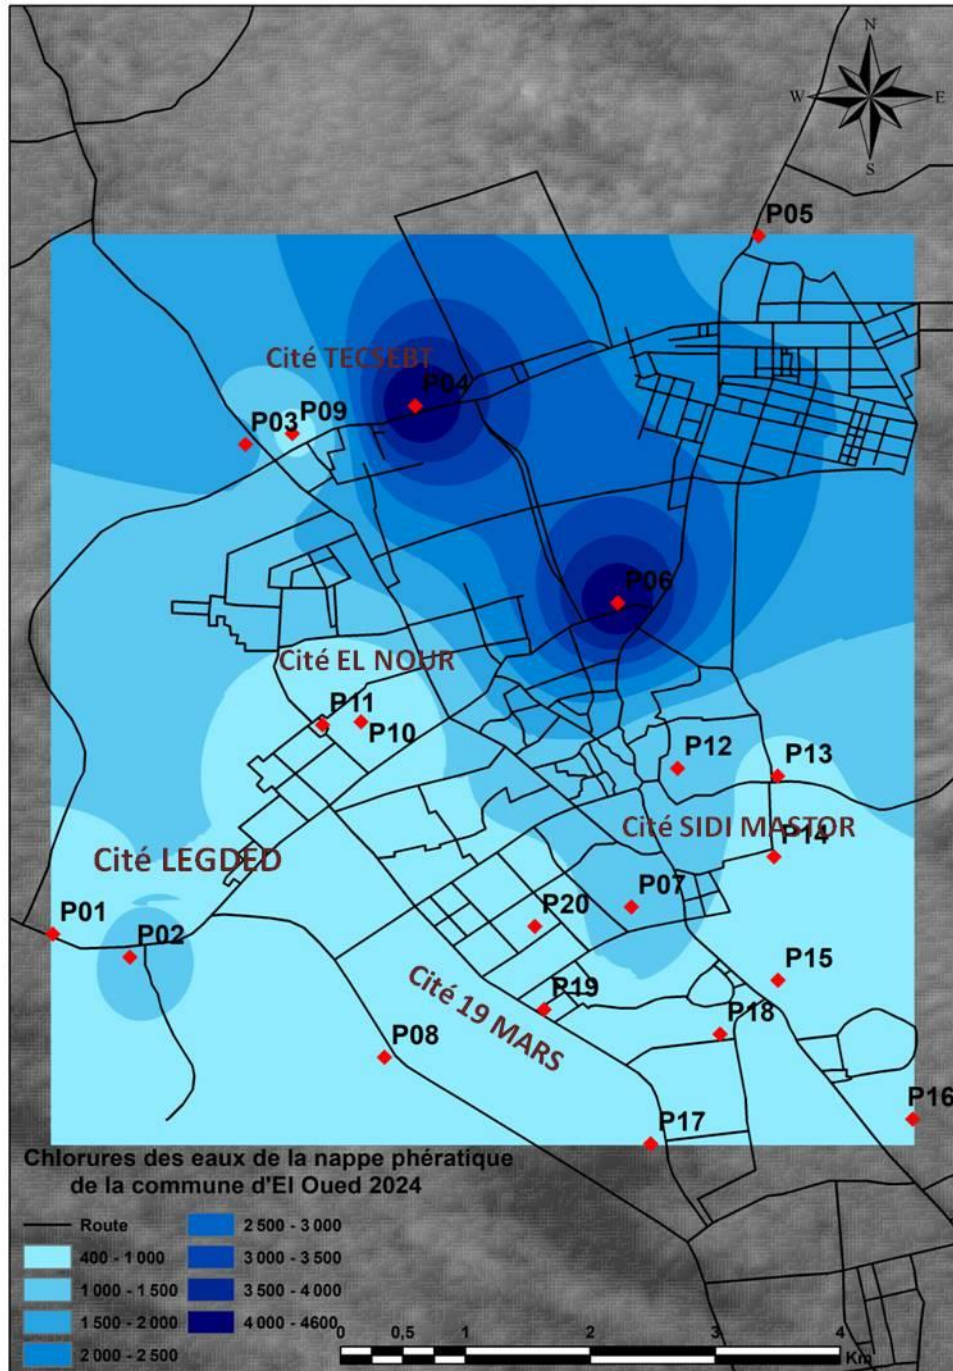 N
W E
S
P05
Cité TECSEBT
P04
P09
P03
P06
Cité EL NOUR
P11
P10
P12
P13
Cité SIDI MASTOR
P14
Cité LEGDED
P07
P20
P01
P02
P15
Cité 19 MARS
P19
P18
P08
P16
P17
Chlorures des eaux de la nappe phératique
de la commune d'El Oued 2024
Route
400 - 1 000
1 000 - 1 500
1 500 - 2 000
2 000 - 2 500
2 500 - 3 000
3 000 - 3 500
3 500 - 4 000
4 000 - 4600
0 0,5 1 2 3 4
Km